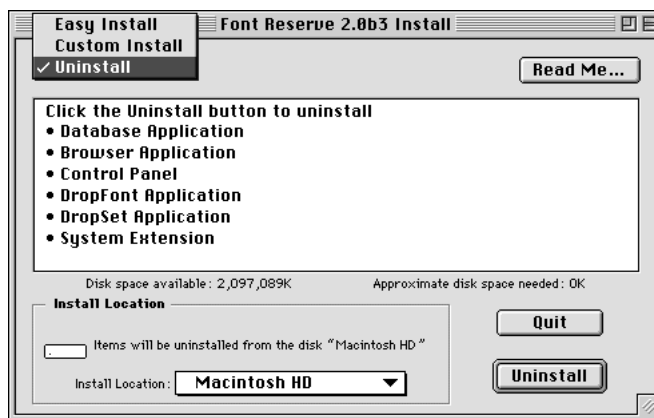 Font Reserve 2.0b3 Install
Easy Install
Custom Install
✓ Uninstall
Read Me...
Click the Uninstall button to uninstall
• Database Application
• Browser Application
• Control Panel
• DropFont Application
• DropSet Application
• System Extension
Disk space available: 2,097,089K
Approximate disk space needed: 0K
Install Location
Items will be uninstalled from the disk “Macintosh HD”
Install Location: Macintosh HD
Quit
Uninstall